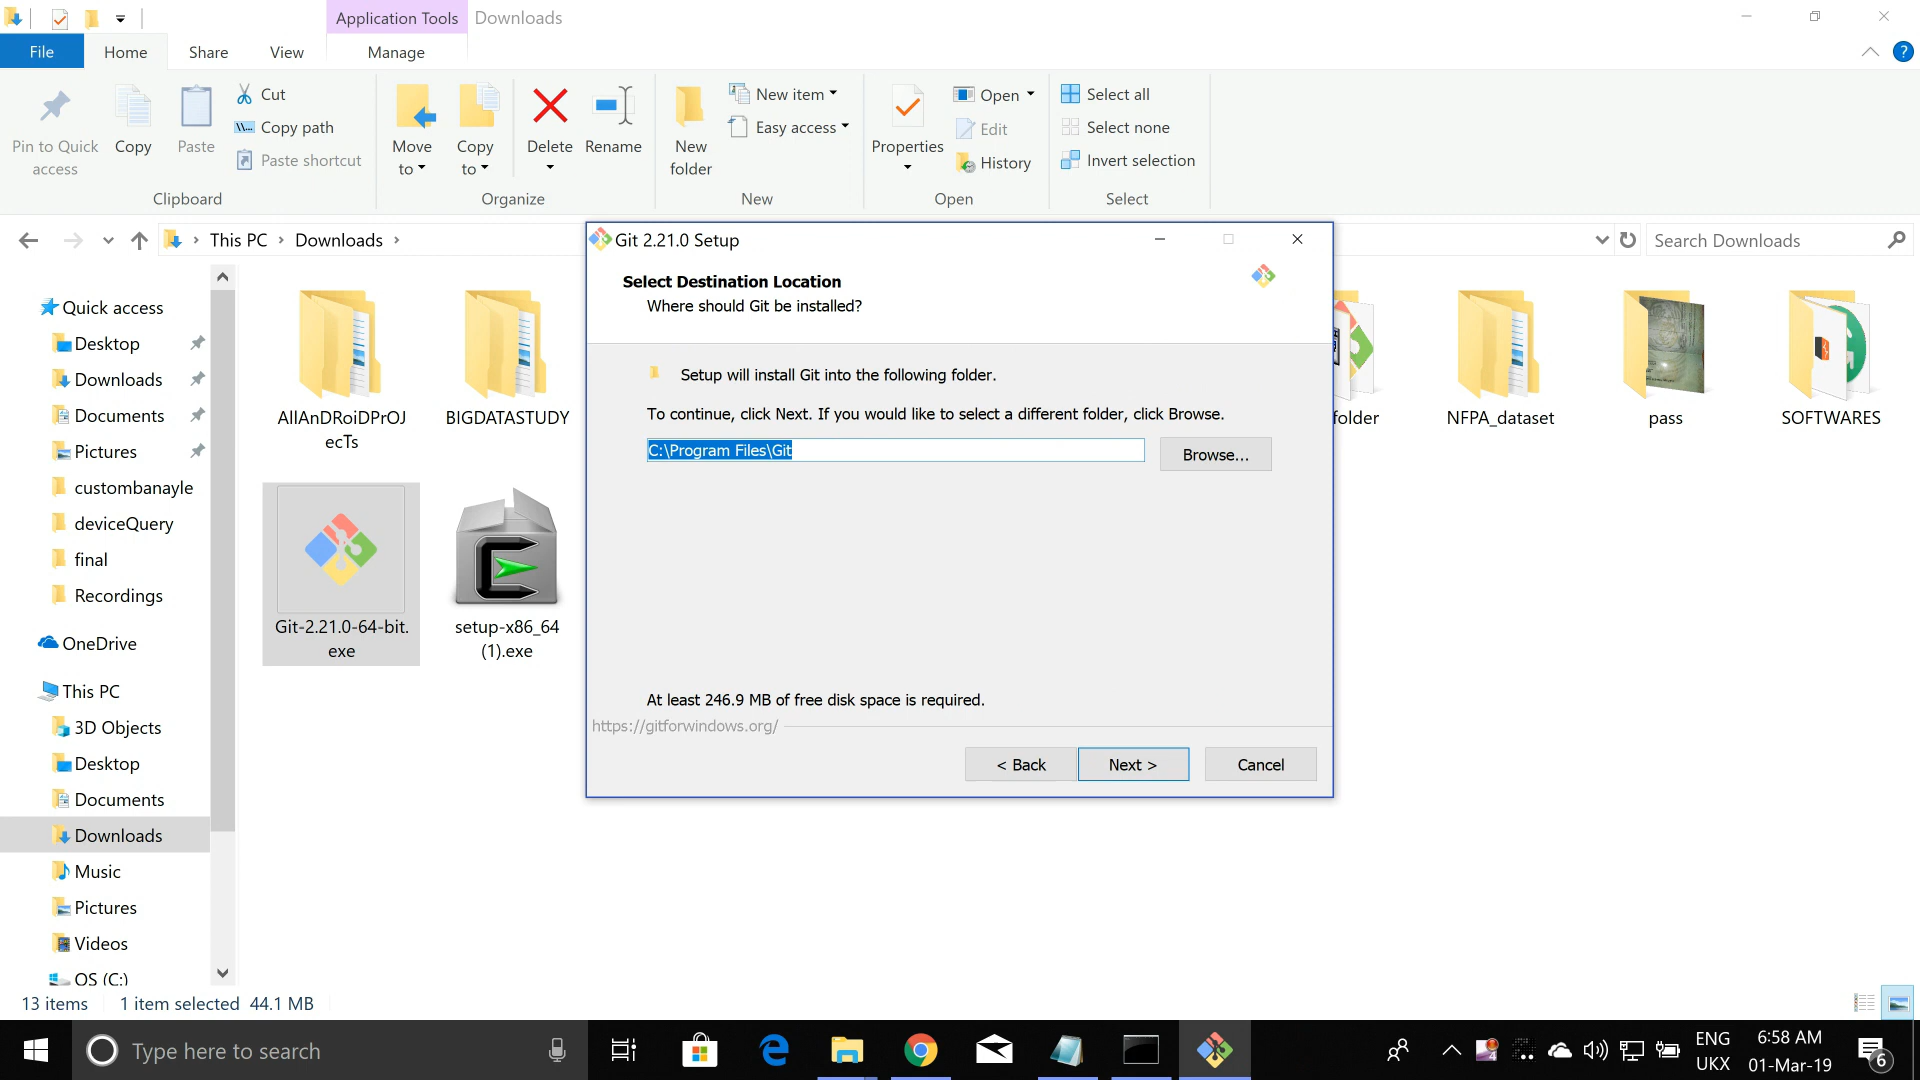 Application Tools
Downloads
File
Home
Share
View
Manage
Pin to Quick access
Copy
Paste
Cut
Copy path
Paste shortcut
Clipboard
Move to
Copy to
Delete
Rename
Organize
New folder
New item
Easy access
New
Properties
Open
Edit
History
Open
Select all
Select none
Invert selection
Select
This PC
Downloads
Search Downloads
Quick access
Desktop
Downloads
Documents
Pictures
custombanayle
deviceQuery
final
Recordings
OneDrive
This PC
3D Objects
Desktop
Documents
Downloads
Music
Pictures
Videos
OS (C:)
AllAnDRoiDPrOJ
ecTs
BIGDATASTUDY
folder
NFPA_dataset
pass
SOFTWARES
Git-2.21.0-64-bit.
exe
setup-x86_64
(1).exe
Git 2.21.0 Setup
Select Destination Location
Where should Git be installed?
Setup will install Git into the following folder.
To continue, click Next. If you would like to select a different folder, click Browse.
C:\Program Files\Git
Browse...
At least 246.9 MB of free disk space is required.
https://gitforwindows.org/
< Back
Next >
Cancel
13 items
1 item selected 44.1 MB
Type here to search
ENG
UKX
6:58 AM
01-Mar-19
6